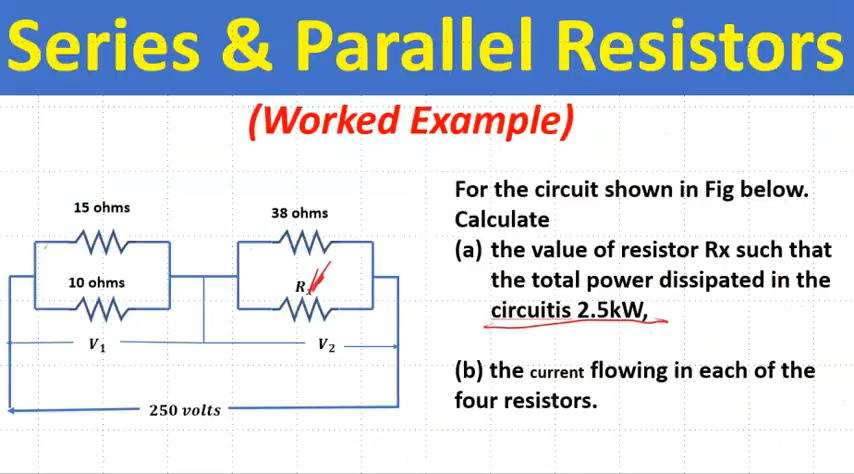 Series & Parallel Resistors
(Worked Example)
15 ohms
38 ohms
10 ohms
Rx
V1
V2
250 volts
For the circuit shown in Fig below.
Calculate
(a) the value of resistor Rx such that
the total power dissipated in the
circuitis 2.5kW,
(b) the current flowing in each of the
four resistors.